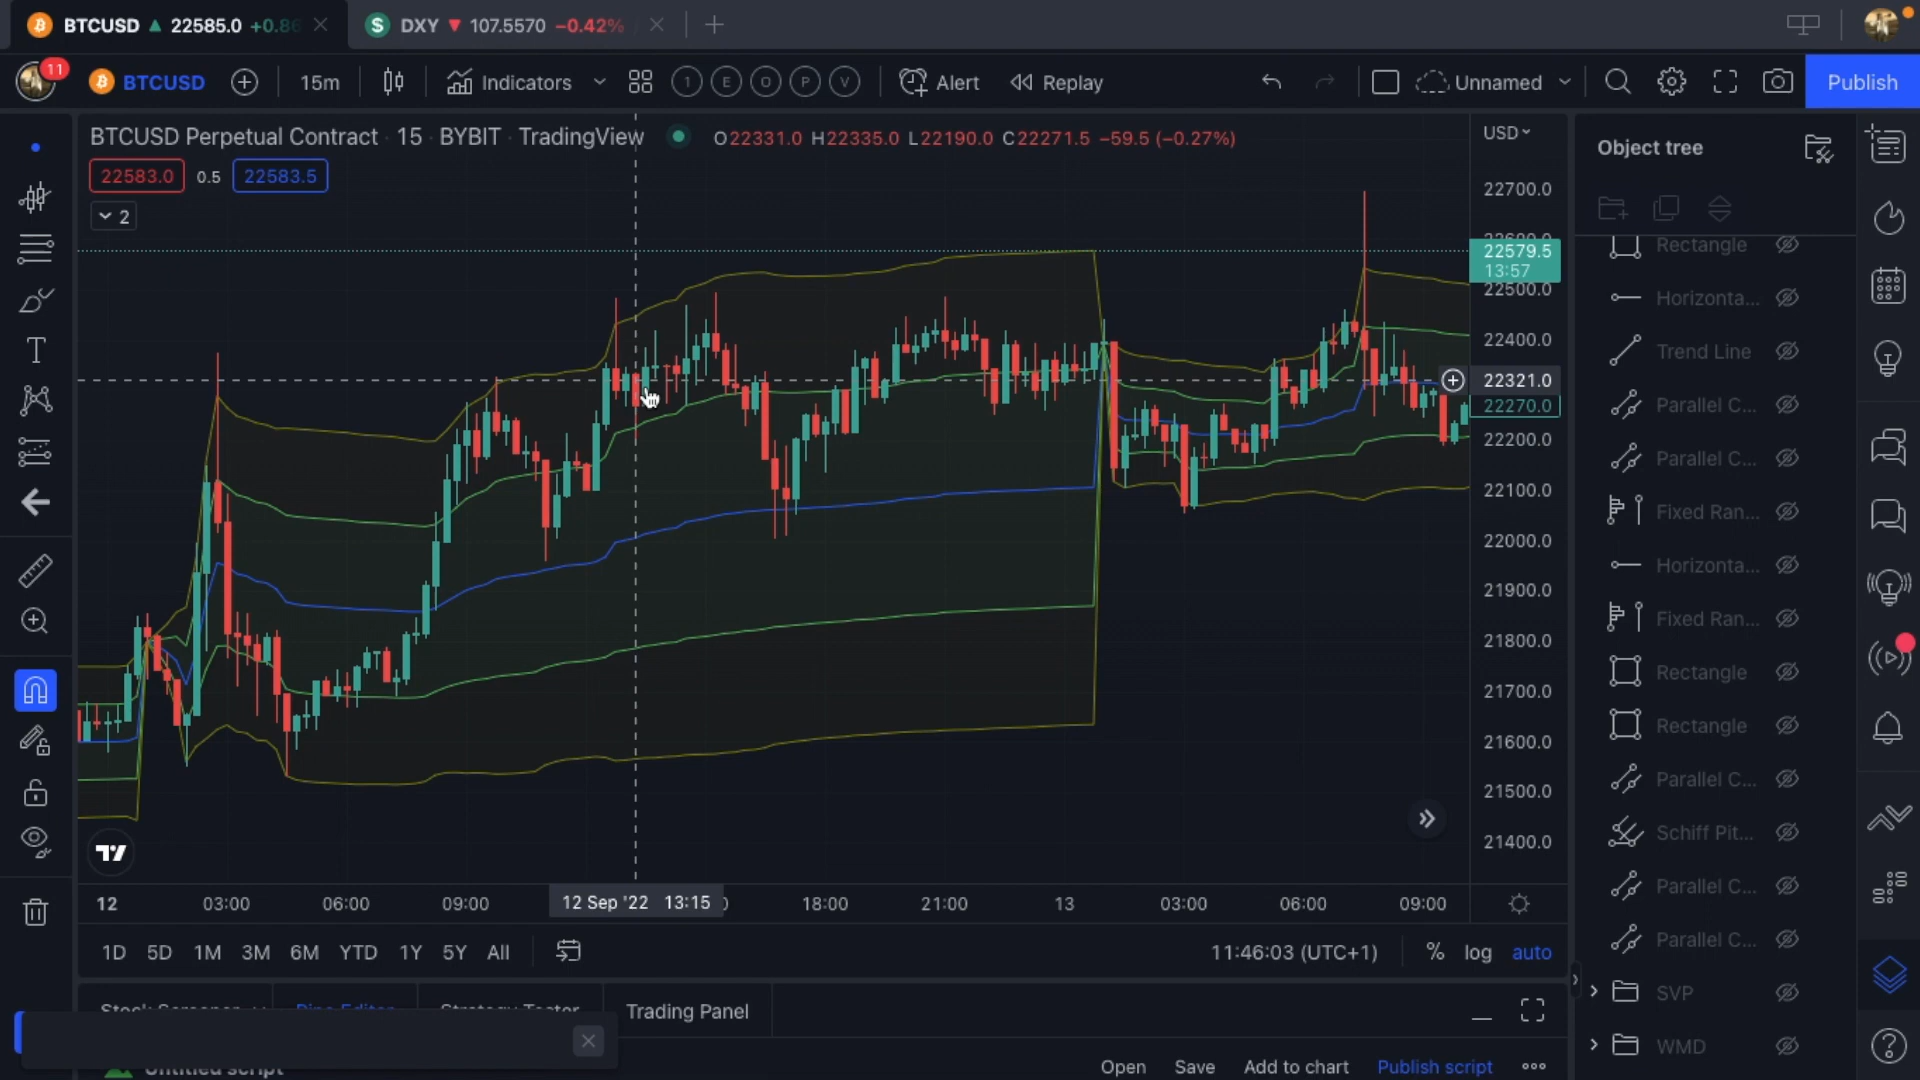 BTCUSD ▲ 22585.0 +0.86
DXY ▼ 107.5570 −0.42%
11
BTCUSD
15m
Indicators
1 E O P V
Alert
Replay
Unnamed
Publish
BTCUSD Perpetual Contract · 15 · BYBIT · TradingView
O22331.0 H22335.0 L22190.0 C22271.5 −59.5 (−0.27%)
22583.0 0.5 22583.5
2
USD
22700.0
22579.5
13:57
22500.0
22400.0
22321.0
22270.0
22200.0
22100.0
22000.0
21900.0
21800.0
21700.0
21600.0
21500.0
21400.0
12
03:00
06:00
09:00
12 Sep '22 13:15
18:00
21:00
13
03:00
06:00
09:00
1D 5D 1M 3M 6M YTD 1Y 5Y All
11:46:03 (UTC+1)
% log auto
Trading Panel
Untitled script
Open Save Add to chart Publish script
Object tree
Rectangle
Horizonta...
Trend Line
Parallel C...
Parallel C...
Fixed Ran...
Horizonta...
Fixed Ran...
Rectangle
Rectangle
Parallel C...
Schiff Pit...
Parallel C...
Parallel C...
SVP
WMD